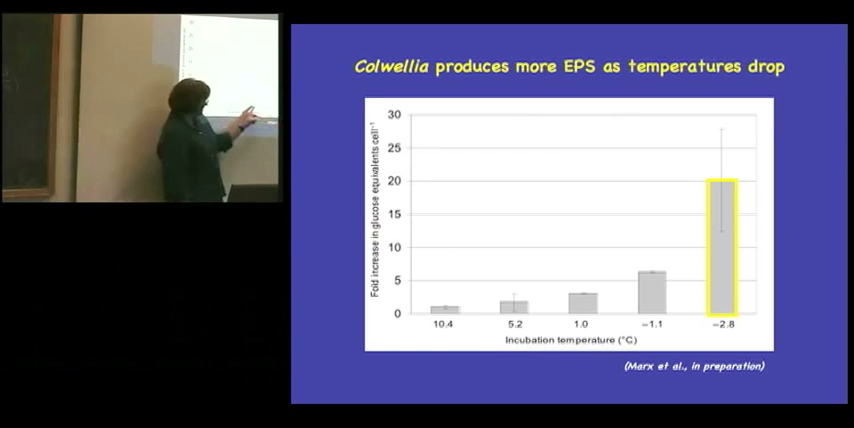 Colwellia produces more EPS as temperatures drop
30
25
20
15
10
5
0
Fold increase in glucose equivalents cell⁻¹
10.4 5.2 1.0 −1.1 −2.8
Incubation temperature (°C)
(Marx et al., in preparation)